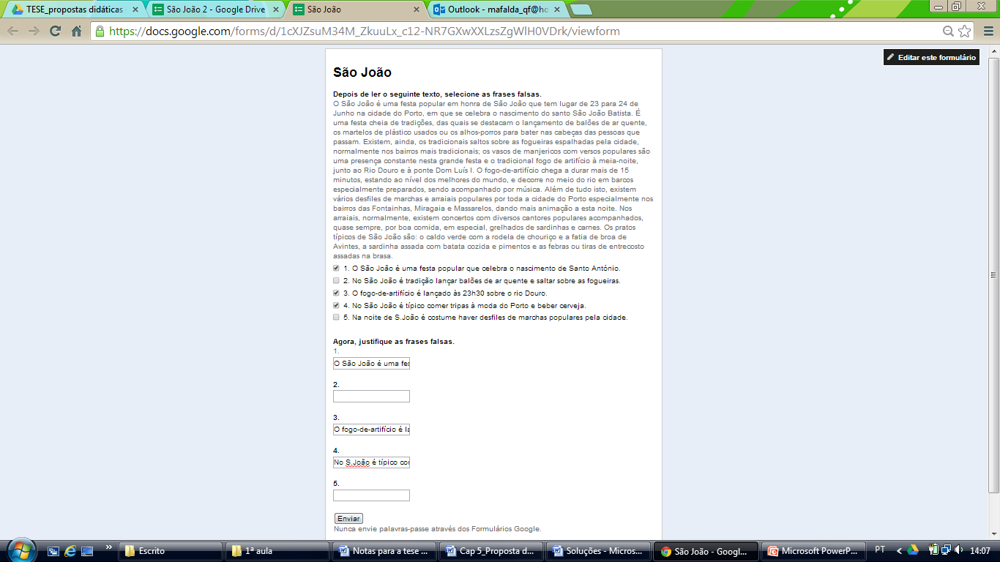 TESE_propostas didáticas
São João 2 - Google Drive
São João
Outlook - mafalda_qf@ho
https://docs.google.com/forms/d/1cXJZsuM34M_ZkuuLx_c12-NR7GXwXXLzsZgWlH0VDrk/viewform
Editar este formulário
São João
Depois de ler o seguinte texto, selecione as frases falsas.
O São João é uma festa popular em honra de São João que tem lugar de 23 para 24 de
Junho na cidade do Porto, em que se celebra o nascimento do santo São João Batista. É
uma festa cheia de tradições, das quais se destacam o lançamento de balões de ar quente,
os martelos de plástico usados ou os alhos-porros para bater nas cabeças das pessoas que
passam. Existem, ainda, os tradicionais saltos sobre as fogueiras espalhadas pela cidade,
normalmente nos bairros mais tradicionais; os vasos de manjericos com versos populares são
uma presença constante nesta grande festa e o tradicional fogo de artifício à meia-noite,
junto ao Rio Douro e à ponte Dom Luís I. O fogo-de-artifício chega a durar mais de 15
minutos, estando ao nível dos melhores do mundo, e decorre no meio do rio em barcos
especialmente preparados, sendo acompanhado por música. Além de tudo isto, existem
vários desfiles de marchas e arraiais populares por toda a cidade do Porto especialmente nos
bairros das Fontainhas, Miragaia e Massarelos, dando mais animação a esta noite. Nos
arraiais, normalmente, existem concertos com diversos cantores populares acompanhados,
quase sempre, por boa comida, em especial, grelhados de sardinhas e carnes. Os pratos
típicos de São João são: o caldo verde com a rodela de chouriço e a fatia de broa de
Avintes, a sardinha assada com batata cozida e pimentos e as febras ou tiras de entrecosto
assadas na brasa.
1. O São João é uma festa popular que celebra o nascimento de Santo António.
2. No São João é tradição lançar balões de ar quente e saltar sobre as fogueiras.
3. O fogo-de-artifício é lançado às 23h30 sobre o rio Douro.
4. No São João é típico comer tripas à moda do Porto e beber cerveja.
5. Na noite de S.João é costume haver desfiles de marchas populares pela cidade.
Agora, justifique as frases falsas.
1.
O São João é uma fes
2.
3.
O fogo-de-artifício é la
4.
No S.João é típico cor
5.
Enviar
Nunca envie palavras-passe através dos Formulários Google.
»
Escrito
1ª aula
Notas para a tese ...
Cap 5_Proposta d...
Soluções - Micros...
São João - Googl...
Microsoft PowerP...
PT
14:07